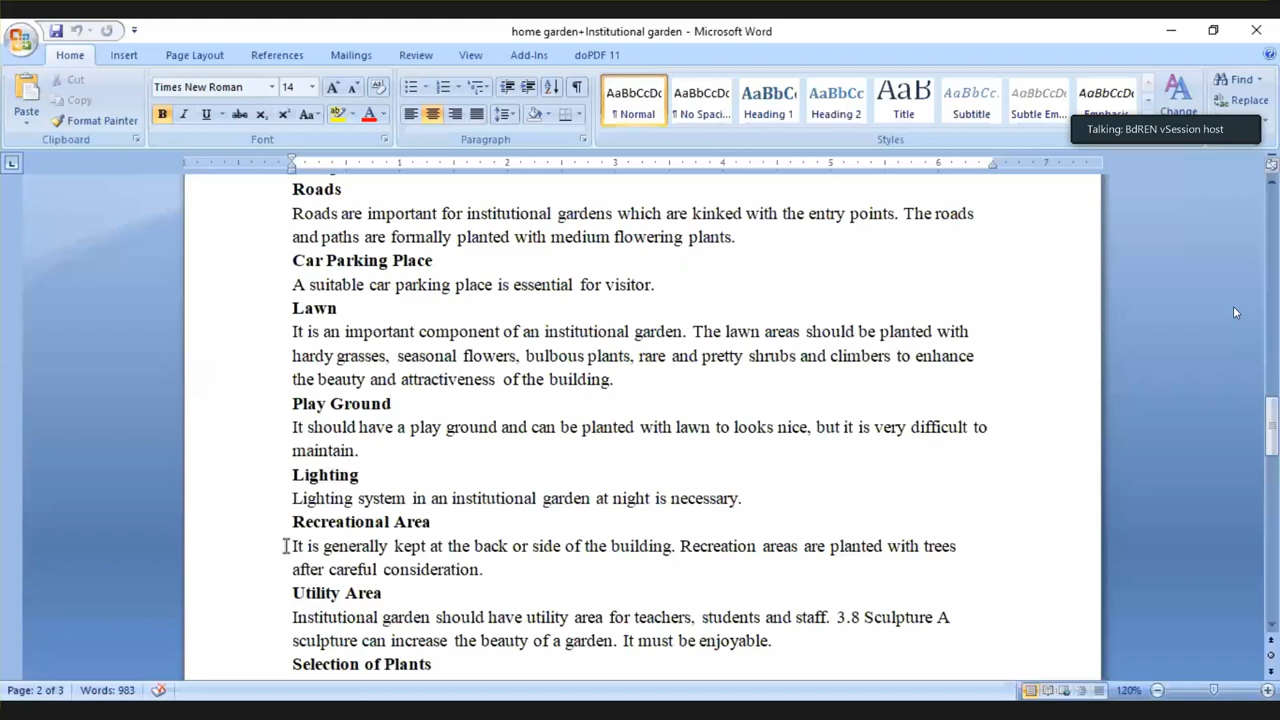 home garden+Institutional garden - Microsoft Word
Home Insert Page Layout References Mailings Review View Add-Ins doPDF 11
Paste Cut Copy Format Painter
Clipboard
Times New Roman 14
Font
Paragraph
AaBbCcDc AaBbCcDc AaBbC AaBbCc AaB AaBbCc. AaBbCcDc AaBbCcDc
¶ Normal ¶ No Spaci... Heading 1 Heading 2 Title Subtitle Subtle Em... Emphasis
Change
Styles
Find
Replace
Talking: BdREN vSession host
1 1 2 3 4 5 6 7
Roads
Roads are important for institutional gardens which are kinked with the entry points. The roads
and paths are formally planted with medium flowering plants.
Car Parking Place
A suitable car parking place is essential for visitor.
Lawn
It is an important component of an institutional garden. The lawn areas should be planted with
hardy grasses, seasonal flowers, bulbous plants, rare and pretty shrubs and climbers to enhance
the beauty and attractiveness of the building.
Play Ground
It should have a play ground and can be planted with lawn to looks nice, but it is very difficult to
maintain.
Lighting
Lighting system in an institutional garden at night is necessary.
Recreational Area
It is generally kept at the back or side of the building. Recreation areas are planted with trees
after careful consideration.
Utility Area
Institutional garden should have utility area for teachers, students and staff. 3.8 Sculpture A
sculpture can increase the beauty of a garden. It must be enjoyable.
Selection of Plants
Page: 2 of 3 Words: 983 120%